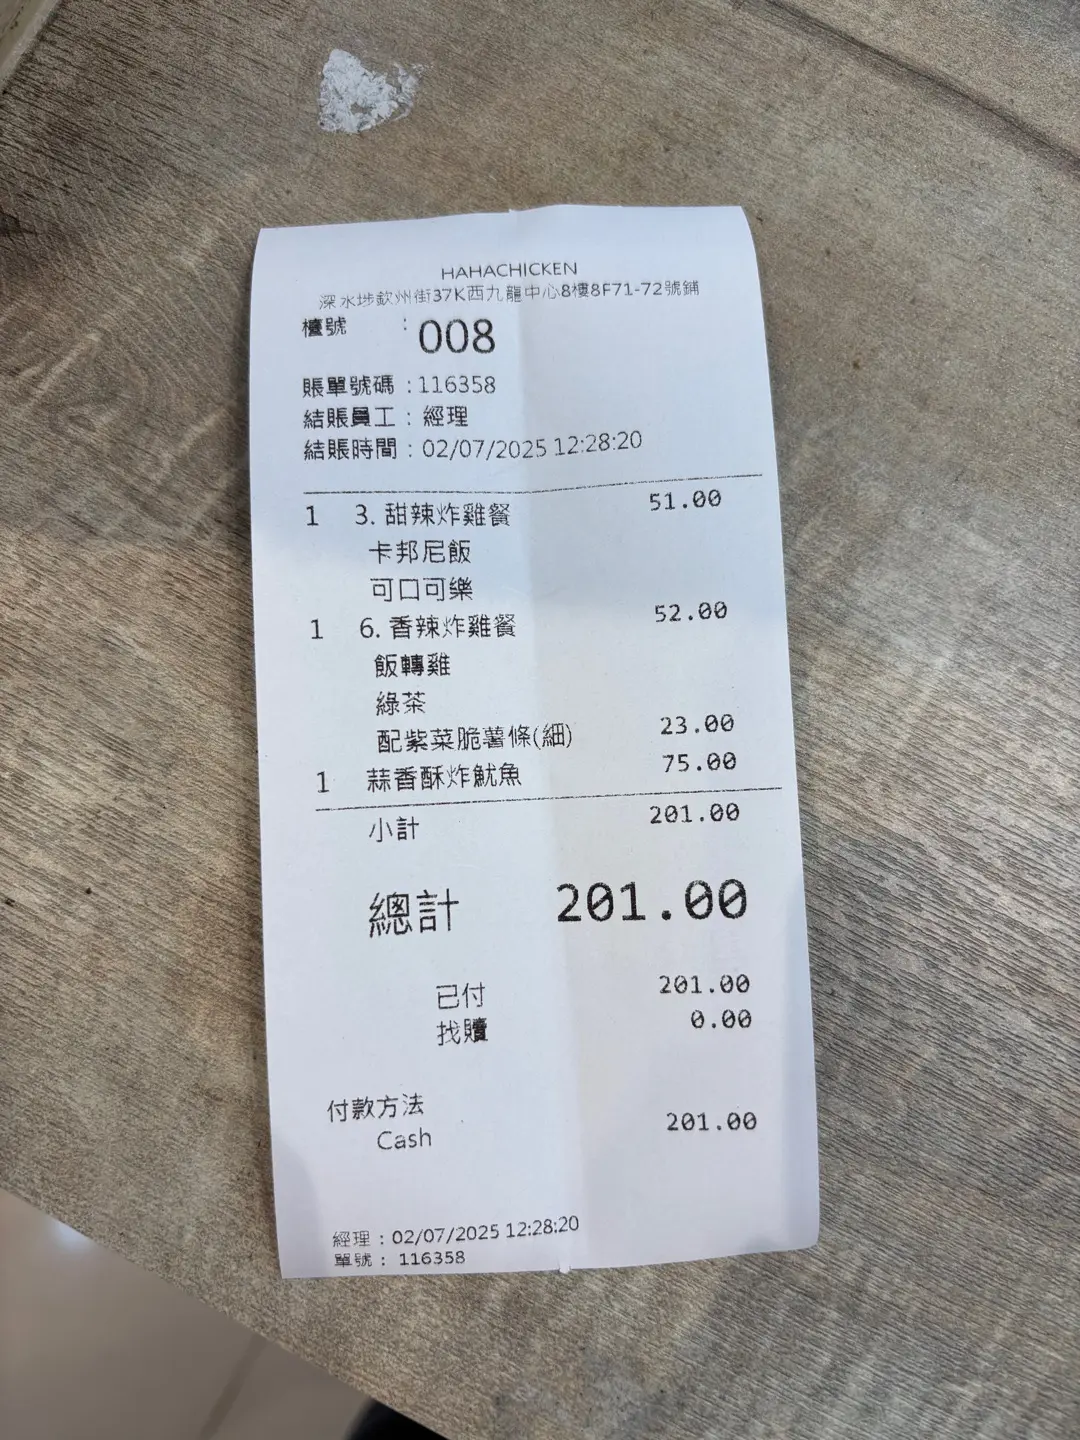 HAHACHICKEN
深水埗欽州街37K西九龍中心8樓8F71-72號鋪
檯號 : 008
賬單號碼 : 116358
結賬員工 : 經理
結賬時間 : 02/07/2025 12:28:20
1 3. 甜辣炸雞餐 51.00
卡邦尼飯
可口可樂
1 6. 香辣炸雞餐 52.00
飯轉雞
綠茶
配紫菜脆薯條(細) 23.00
1 蒜香酥炸魷魚 75.00
小計 201.00
總計 201.00
已付 201.00
找贖 0.00
付款方法
Cash 201.00
經理 : 02/07/2025 12:28:20
單號 : 116358